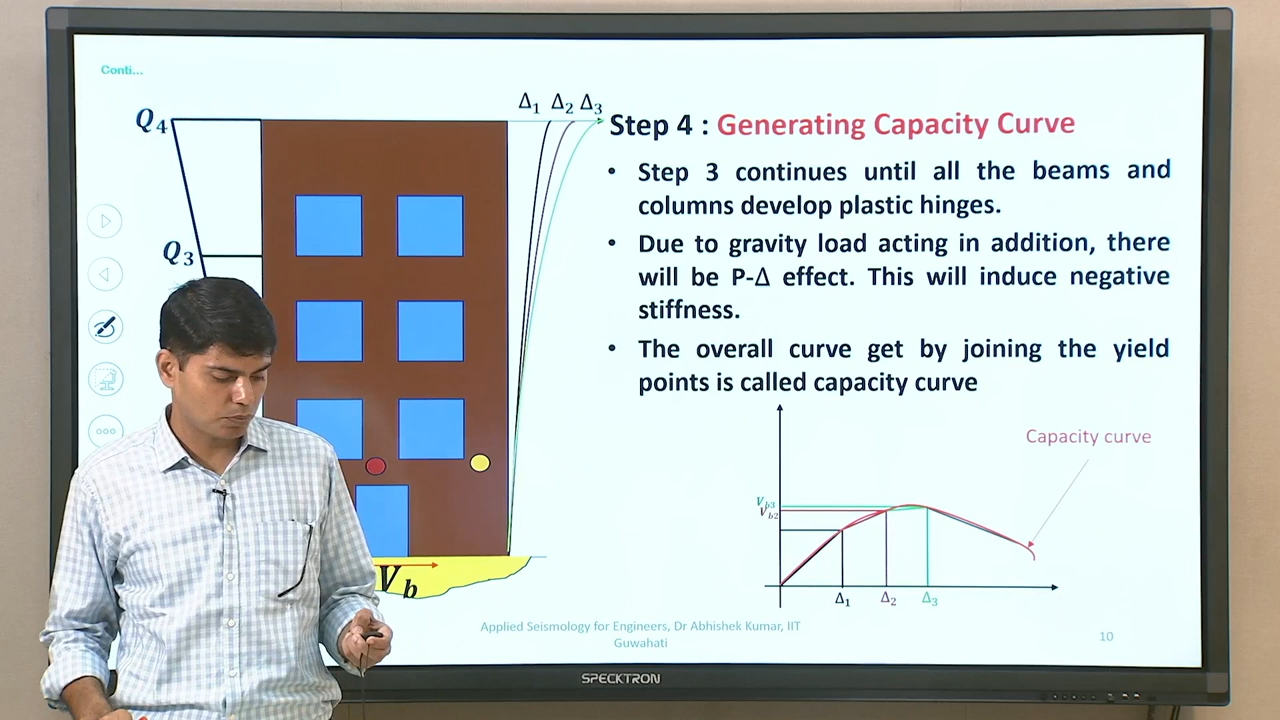 Conti...
Q4
Q3
Δ1 Δ2 Δ3
Step 4 : Generating Capacity Curve
• Step 3 continues until all the beams and
columns develop plastic hinges.
• Due to gravity load acting in addition, there
will be P-Δ effect. This will induce negative
stiffness.
• The overall curve get by joining the yield
points is called capacity curve
Capacity curve
Vb3
Vb2
Δ1 Δ2 Δ3
Vb
Applied Seismology for Engineers, Dr Abhishek Kumar, IIT
Guwahati
10
SPECKTRON